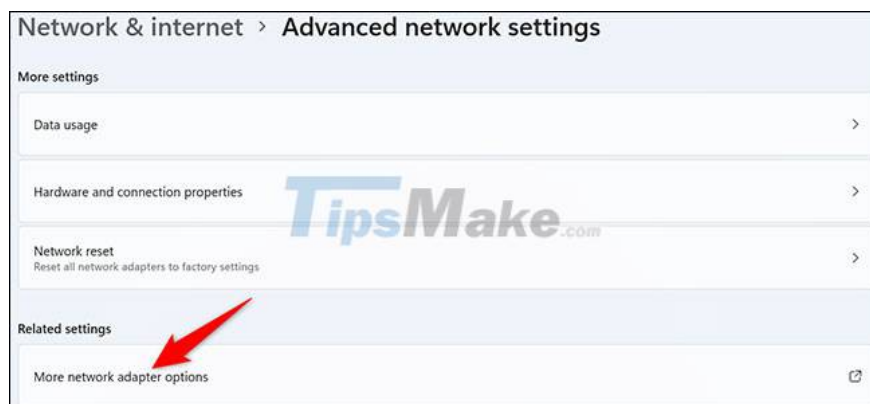 Network & internet > Advanced network settings
More settings
Data usage
Hardware and connection properties
TipsMake.com
Network reset
Reset all network adapters to factory settings
Related settings
More network adapter options